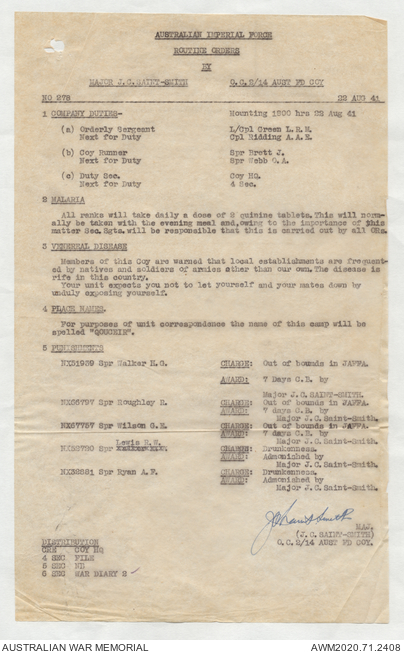 AUSTRALIAN IMPERIAL FORCE
ROUTINE ORDERS
BY
MAJOR J.C. SAINT-SMITH O.C. 2/14 AUST FD COY
NO 278 22 AUG 41
1 COMPANY DUTIES- Mounting 1800 hrs 22 Aug 41
(a) Orderly Sergeant L/Cpl Green L.E.M.
Next for Duty Cpl Hidding A.A.E.
(b) Coy Runner Spr Brett J.
Next for Duty Spr Webb O.A.
(c) Duty Sec. Coy HQ.
Next for Duty 4 Sec.
2 MALARIA
All ranks will take daily a dose of 2 quinine tablets. This will norm-
ally be taken with the evening meal and, owing to the importance of this
matter Sec. Sgts. will be responsible that this is carried out by all ORs.
3 VENEREAL DISEASE
Members of this Coy are warned that local establishments are frequent-
ed by natives and soldiers of armies other than our own. The disease is
rife in this country.
Your unit expects you not to let yourself and your mates down by
unduly exposing yourself.
4 PLACE NAMES.
For purposes of unit correspondence the name of this camp will be
spelled
5 PUNISHMENTS
NX51939 Spr Walker H.G. CHARGE: Out of bounds in JAFFA.
AWARD: 7 Days C.B. by
Major J.C. SAINT-SMITH.
NX66797 Spr Roughley R. CHARGE: Out of bounds in JAFFA.
AWARD: 7 days C.B. by
Major J.C. Saint-Smith.
NX67757 Spr Wilson G.H. CHARGE: Out of bounds in JAFFA.
AWARD: 7 days C.B. by
Major J.C. Saint-Smith.
Lewis R.G.
Spr CHARGE: Drunkenness.
AWARD: Admonished by
Major J.C. Saint-Smith.
NX32581 Spr Ryan A.F. CHARGE: Drunkenness.
AWARD: Admonished by
Major J.C. Saint-Smith.
J C Saint Smith
MAJ.
(J.C. SAINT-SMITH)
O.C. 2/14 AUST FD COY.
DISTRIBUTION
COY HQ
4 SEC FILE
5 SEC NB
6 SEC WAR DIARY 2
AUSTRALIAN WAR MEMORIAL AWM2020.71.2408